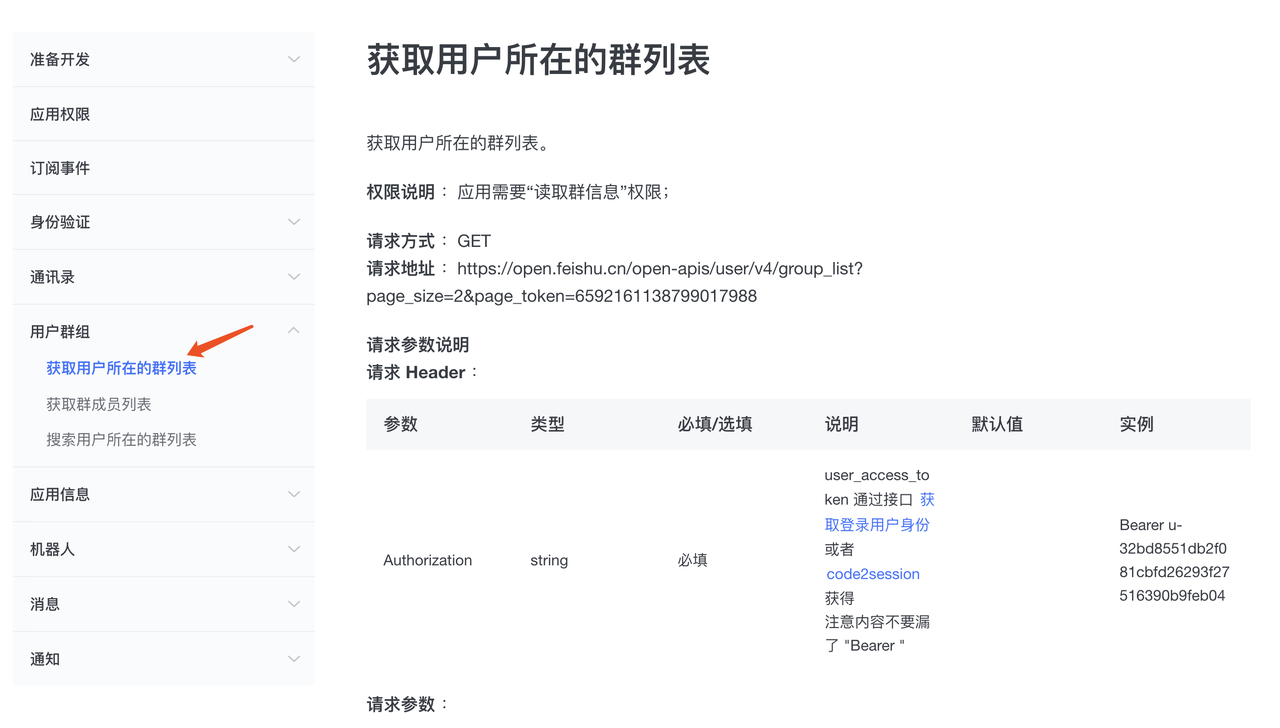 准备开发
应用权限
订阅事件
身份验证
通讯录
用户群组
获取用户所在的群列表
获取群成员列表
搜索用户所在的群列表
应用信息
机器人
消息
通知
获取用户所在的群列表
获取用户所在的群列表。
权限说明： 应用需要“读取群信息”权限；
请求方式： GET
请求地址： https://open.feishu.cn/open-apis/user/v4/group_list?
page_size=2&page_token=6592161138799017988
请求参数说明
请求 Header：
参数 类型 必填/选填 说明 默认值 实例
Authorization string 必填
user_access_to
ken 通过接口 获
取登录用户身份
或者
code2session
获得
注意内容不要漏
了 "Bearer "
Bearer u-
32bd8551db2f0
81cbfd26293f27
516390b9feb04
请求参数：